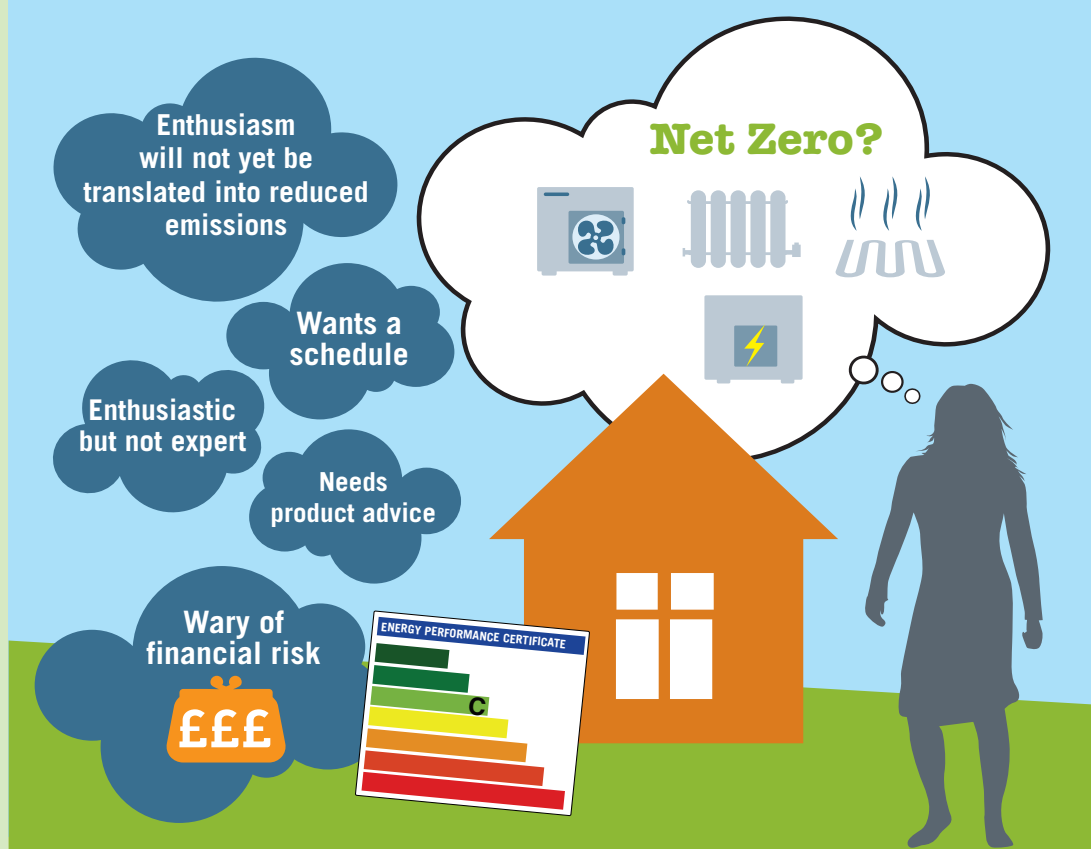 Enthusiasm
will not yet be
translated into reduced
emissions
Wants a
schedule
Enthusiastic
but not expert
Needs
product advice
Wary of
financial risk
£££
Net Zero?
ENERGY PERFORMANCE CERTIFICATE
C